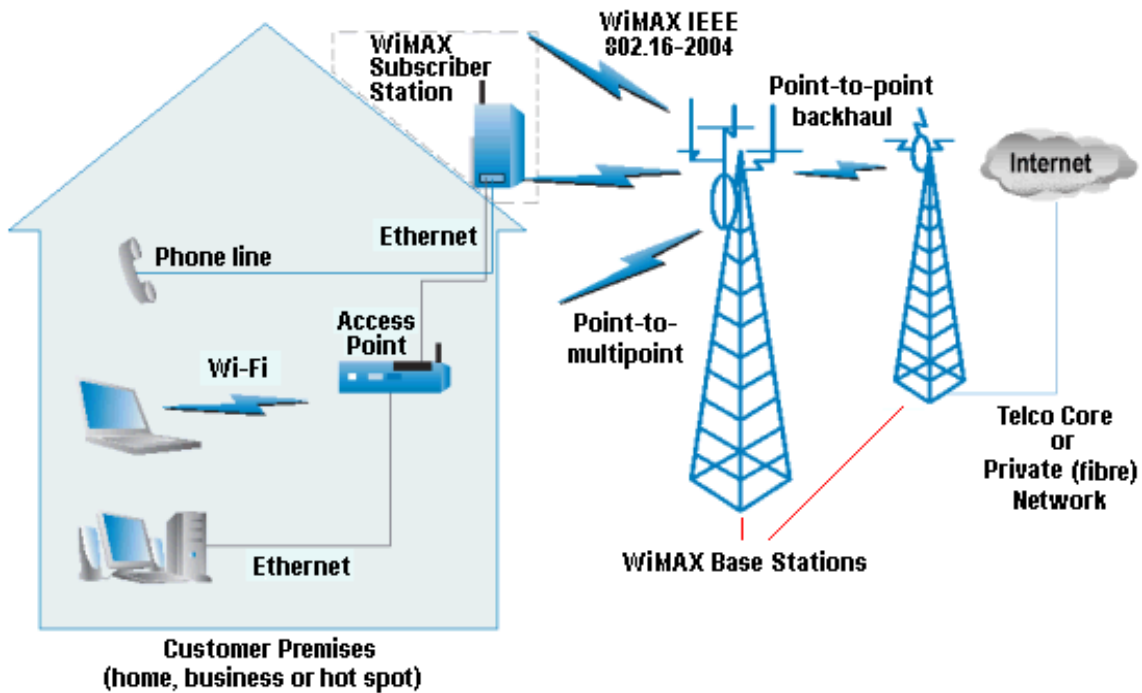 WiMAX
Subscriber
Station
WiMAX IEEE
802.16-2004
Point-to-point
backhaul
Internet
Ethernet
Phone line
Access
Point
Wi-Fi
Point-to-
multipoint
Telco Core
or
Private (fibre)
Network
Ethernet
WiMAX Base Stations
Customer Premises
(home, business or hot spot)